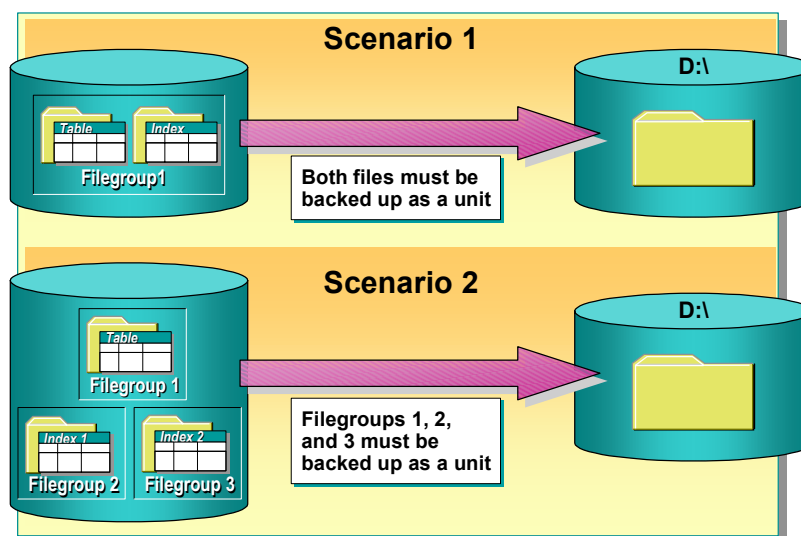 Scenario 1
D:\
Table
Index
Filegroup1
Both files must be
backed up as a unit
Scenario 2
D:\
Table
Filegroup 1
Index 1
Index 2
Filegroup 2
Filegroup 3
Filegroups 1, 2,
and 3 must be
backed up as a unit